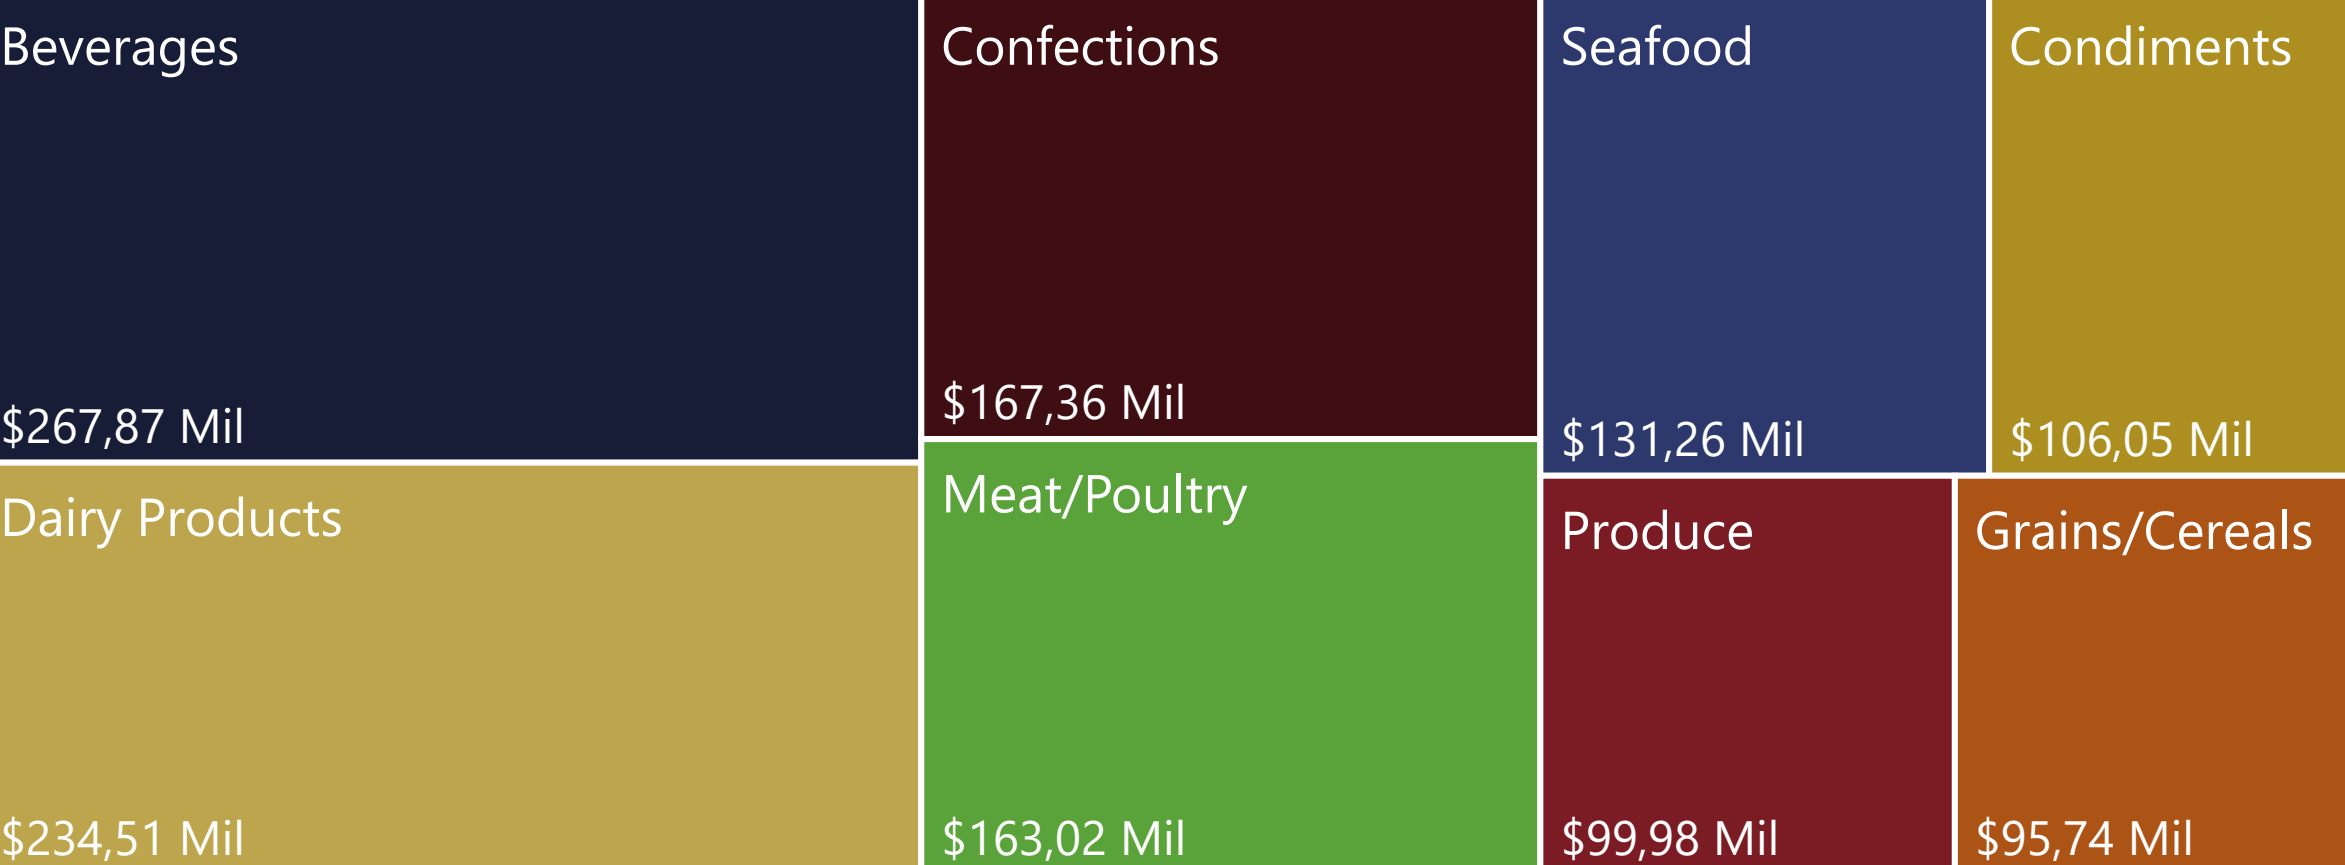 Beverages
$267,87 Mil
Dairy Products
$234,51 Mil
Confections
$167,36 Mil
Meat/Poultry
$163,02 Mil
Seafood
$131,26 Mil
Condiments
$106,05 Mil
Produce
$99,98 Mil
Grains/Cereals
$95,74 Mil